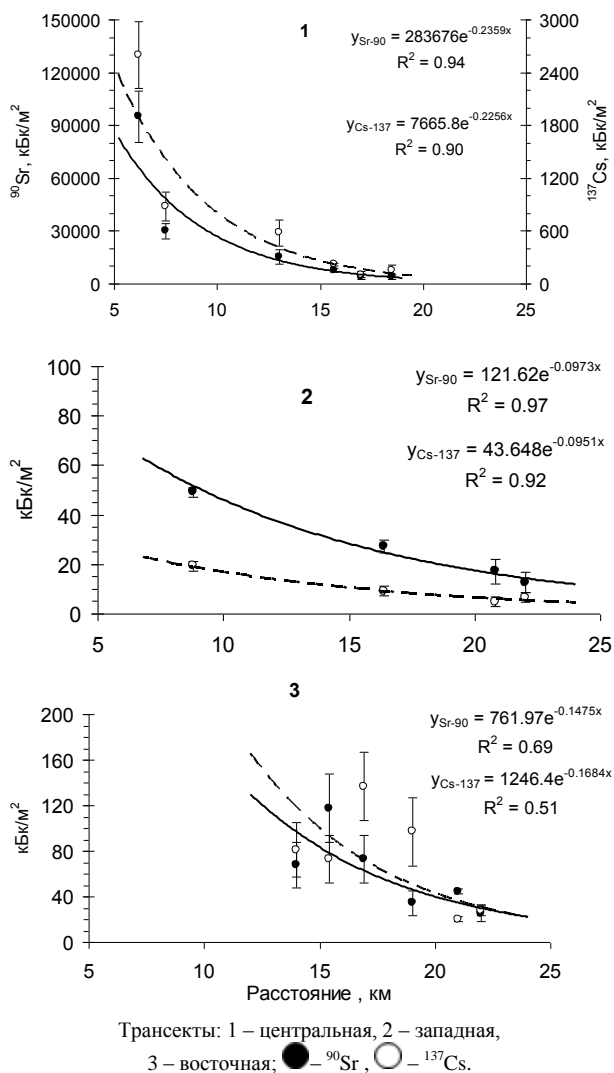 1
y_Sr-90 = 283676e^-0.2359x
R² = 0.94
y_Cs-137 = 7665.8e^-0.2256x
R² = 0.90
⁹⁰Sr, кБк/м²
150000
120000
90000
60000
30000
0
¹³⁷Cs, кБк/м²
3000
2400
1800
1200
600
0
5 10 15 20 25
2
y_Sr-90 = 121.62e^-0.0973x
R² = 0.97
y_Cs-137 = 43.648e^-0.0951x
R² = 0.92
кБк/м²
100
80
60
40
20
0
5 10 15 20 25
3
y_Sr-90 = 761.97e^-0.1475x
R² = 0.69
y_Cs-137 = 1246.4e^-0.1684x
R² = 0.51
кБк/м²
200
160
120
80
40
0
5 10 15 20 25
Расстояние , км
Трансекты: 1 – центральная, 2 – западная,
3 – восточная; ● – ⁹⁰Sr , ○ – ¹³⁷Cs.